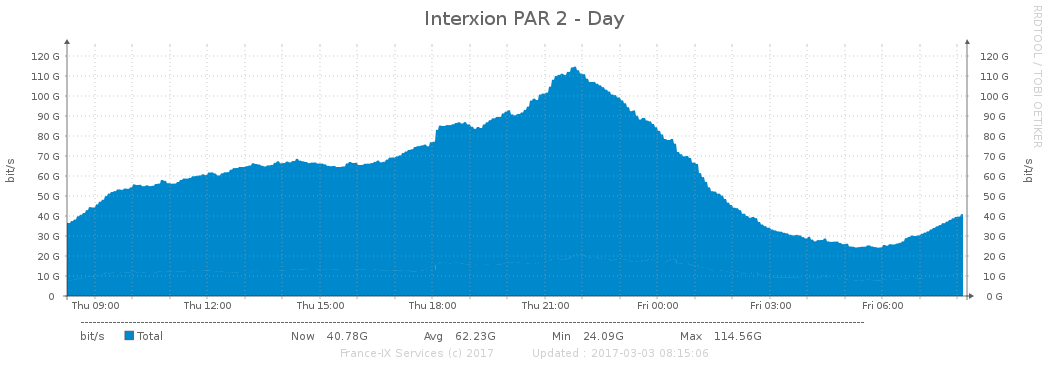 Interxion PAR 2 - Day
RRDTOOL / TOBI OETIKER
120 G 120 G
110 G 110 G
100 G 100 G
90 G 90 G
80 G 80 G
70 G 70 G
60 G 60 G
50 G 50 G
40 G 40 G
30 G 30 G
20 G 20 G
10 G 10 G
0 0 G
bit/s
bit/s
Thu 09:00 Thu 12:00 Thu 15:00 Thu 18:00 Thu 21:00 Fri 00:00 Fri 03:00 Fri 06:00
bit/s Total Now 40.78G Avg 62.23G Min 24.09G Max 114.56G
France-IX Services (c) 2017 Updated : 2017-03-03 08:15:06